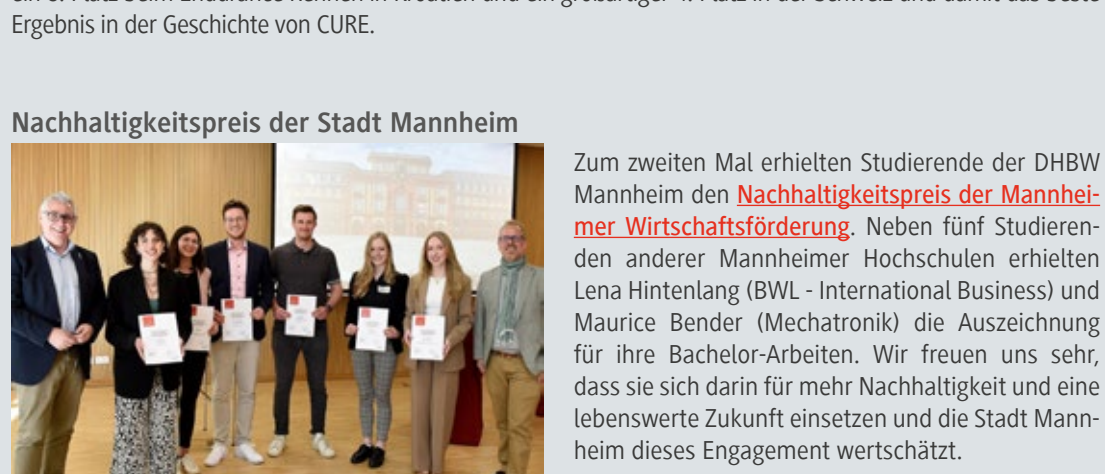 Ergebnis in der Geschichte von CURE.
Nachhaltigkeitspreis der Stadt Mannheim
Zum zweiten Mal erhielten Studierende der DHBW
Mannheim den Nachhaltigkeitspreis der Mannhei-
mer Wirtschaftsförderung. Neben fünf Studieren-
den anderer Mannheimer Hochschulen erhielten
Lena Hintenlang (BWL - International Business) und
Maurice Bender (Mechatronik) die Auszeichnung
für ihre Bachelor-Arbeiten. Wir freuen uns sehr,
dass sie sich darin für mehr Nachhaltigkeit und eine
lebenswerte Zukunft einsetzen und die Stadt Mann-
heim dieses Engagement wertschätzt.